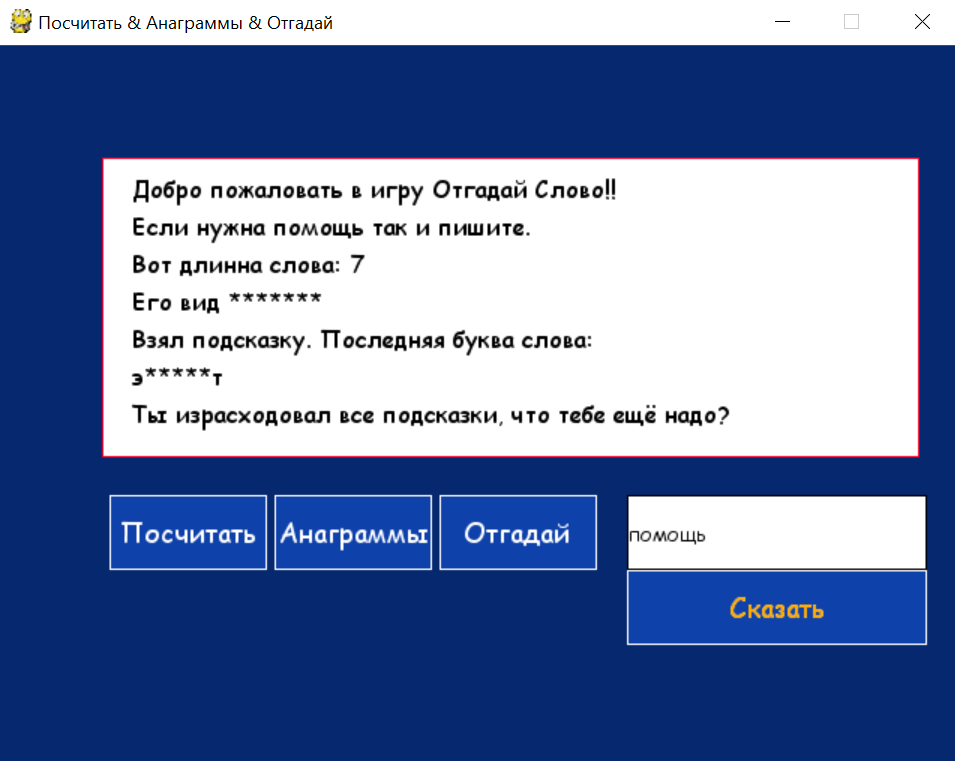 Посчитать & Анаграммы & Отгадай
Добро пожаловать в игру Отгадай Слово!!
Если нужна помощь так и пишите.
Вот длинна слова: 7
Его вид *******
Взял подсказку. Последняя буква слова:
э*****т
Ты израсходовал все подсказки, что тебе ещё надо?
Посчитать Анаграммы Отгадай
помощь
Сказать